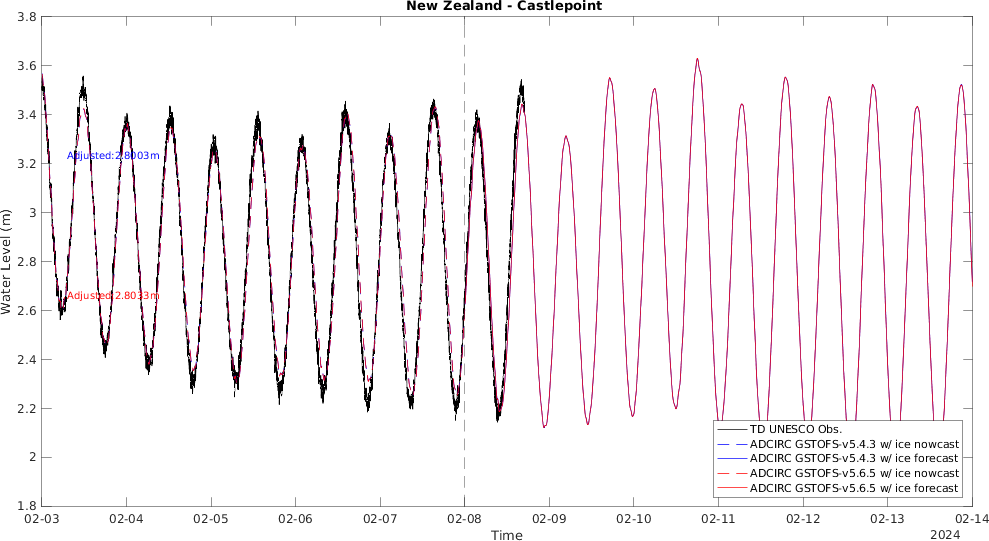 New Zealand - Castlepoint
3.8
3.6
3.4
3.2
3
2.8
2.6
2.4
2.2
2
1.8
Water Level (m)
Adjusted:2.8003m
Adjusted:2.8033m
TD UNESCO Obs.
ADCIRC GSTOFS-v5.4.3 w/ ice nowcast
ADCIRC GSTOFS-v5.4.3 w/ ice forecast
ADCIRC GSTOFS-v5.6.5 w/ ice nowcast
ADCIRC GSTOFS-v5.6.5 w/ ice forecast
02-03 02-04 02-05 02-06 02-07 02-08 02-09 02-10 02-11 02-12 02-13 02-14
Time
2024